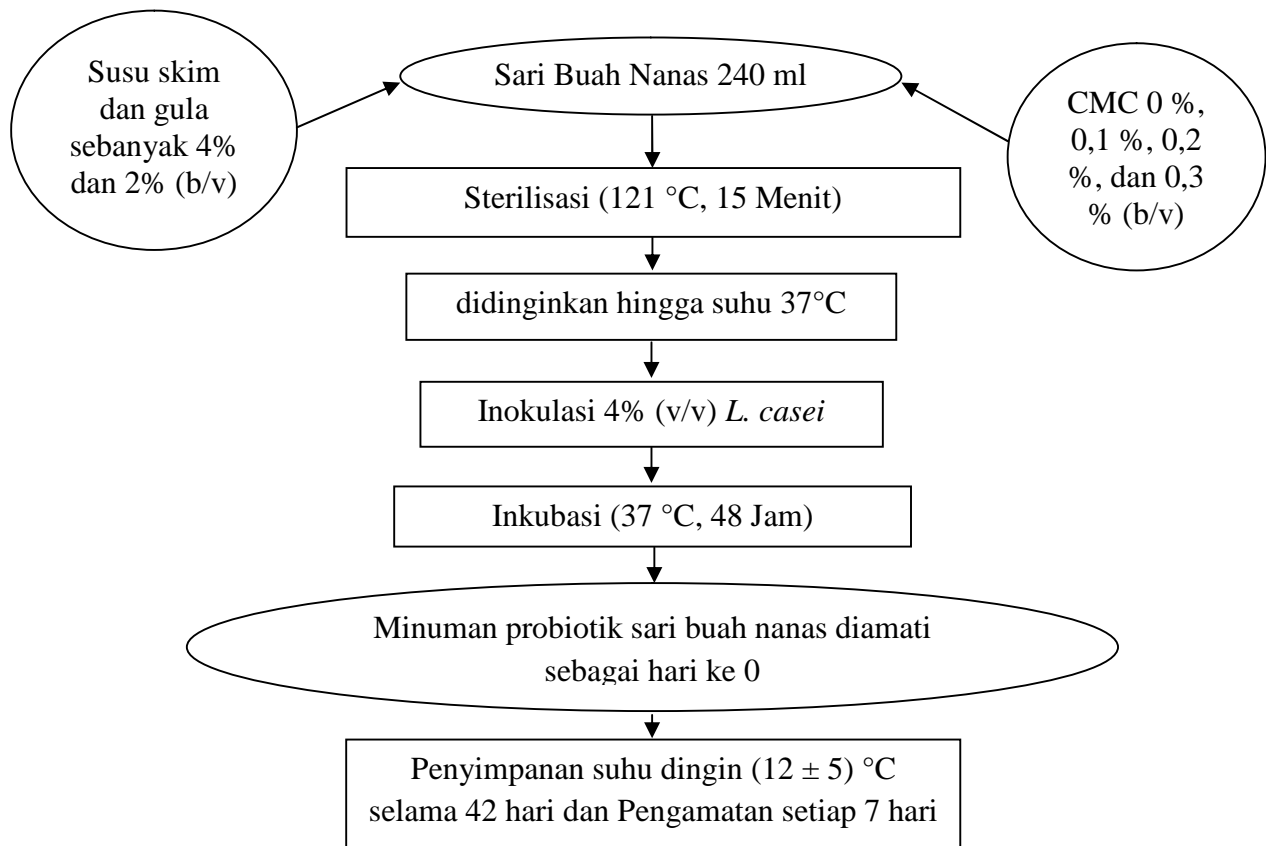 Susu skim
dan gula
sebanyak 4%
dan 2% (b/v)
Sari Buah Nanas 240 ml
CMC 0 %,
0,1 %, 0,2
%, dan 0,3
% (b/v)
Sterilisasi (121 °C, 15 Menit)
didinginkan hingga suhu 37°C
Inokulasi 4% (v/v) L. casei
Inkubasi (37 °C, 48 Jam)
Minuman probiotik sari buah nanas diamati
sebagai hari ke 0
Penyimpanan suhu dingin (12 ± 5) °C
selama 42 hari dan Pengamatan setiap 7 hari